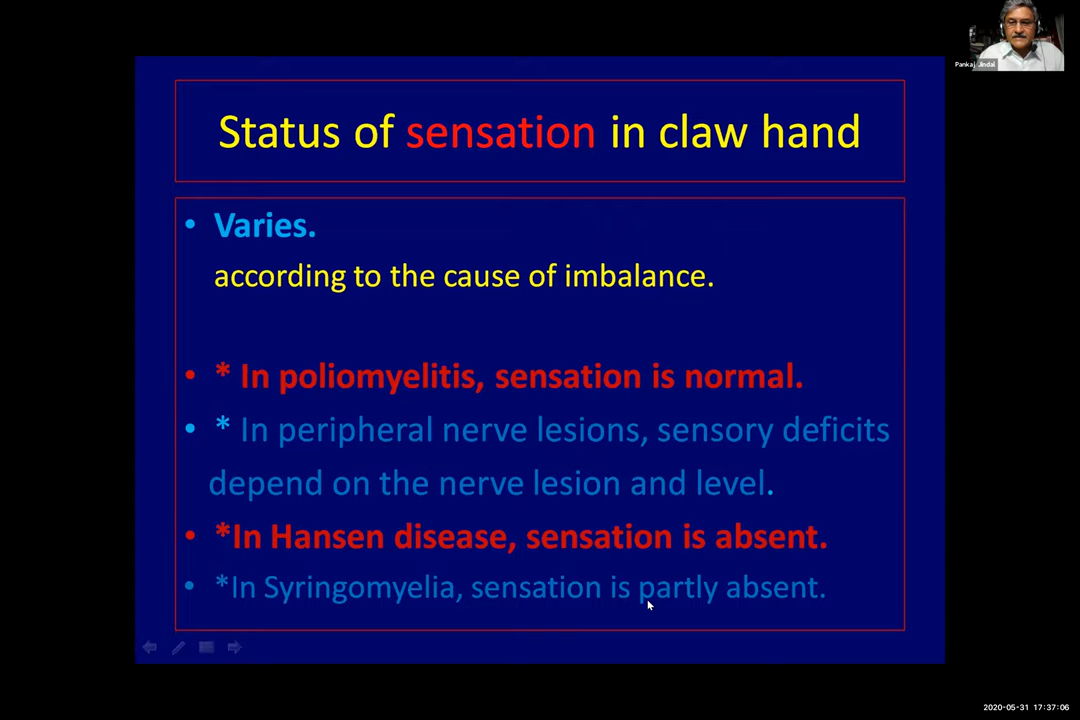 Pankaj Jindal
Status of sensation in claw hand
• Varies.
according to the cause of imbalance.
• * In poliomyelitis, sensation is normal.
• * In peripheral nerve lesions, sensory deficits
depend on the nerve lesion and level.
• *In Hansen disease, sensation is absent.
• *In Syringomyelia, sensation is partly absent.
2020-05-31 17:37:06